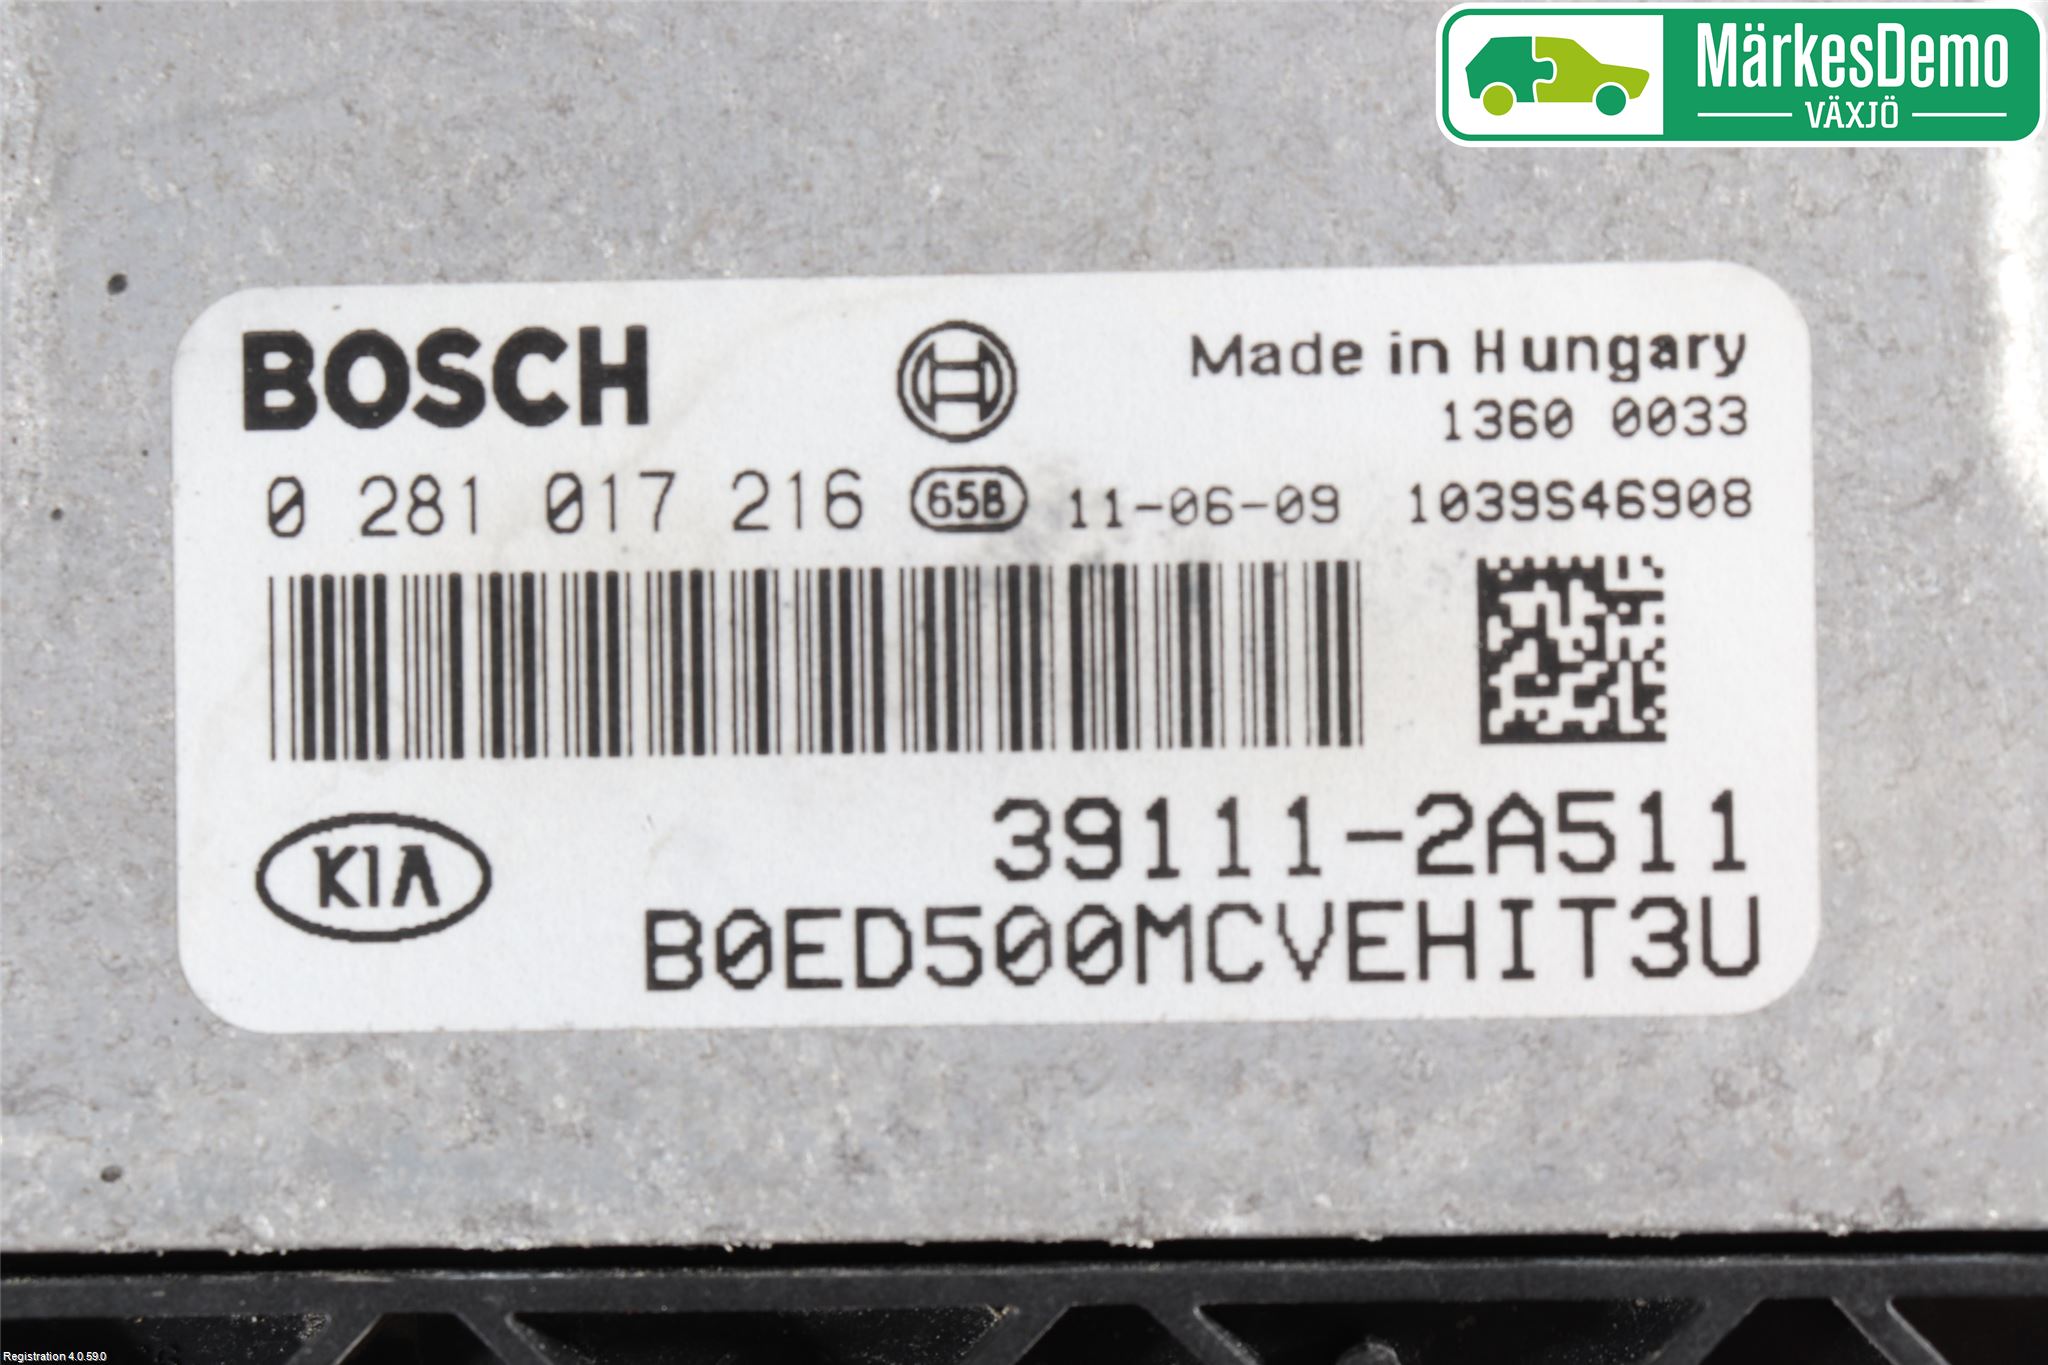 MärkesDemo
VÄXJÖ
BOSCH
Made in Hungary
1360 0033
0 281 017 216 65B 11-06-09 1039S46908
39111-2A511
KIA
B0ED500MCVEHIT3U
Registration 4.0.59.0